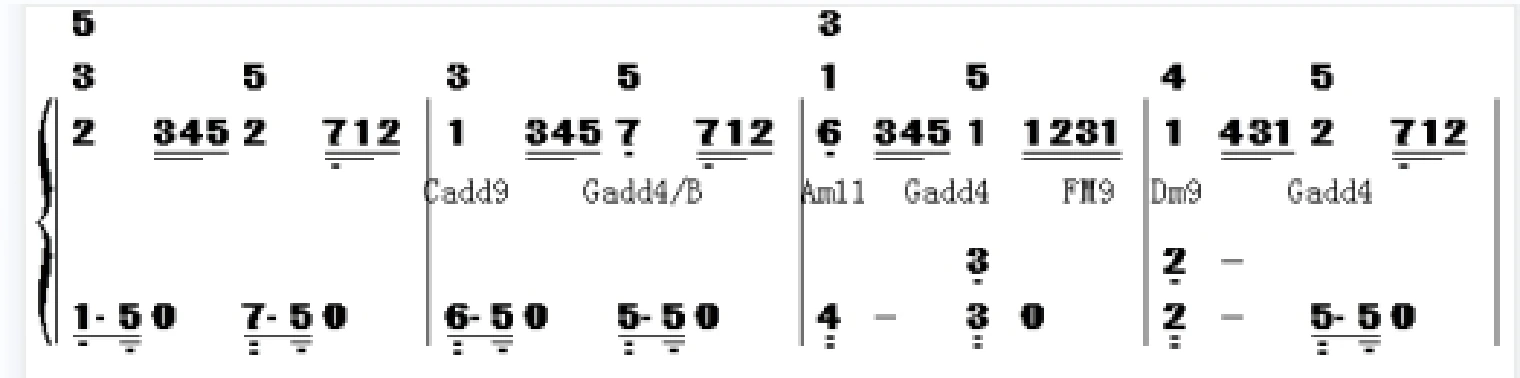 5 3
3 5 3 5 1 5 4 5
2 345 2 712 1 345 7 712 6 345 1 1231 1 431 2 712
Cadd9 Gadd4/B Am11 Gadd4 FM9 Dm9 Gadd4
3 2 -
1· 5 0 7· 5 0 6· 5 0 5· 5 0 4 - 3 0 2 - 5· 5 0